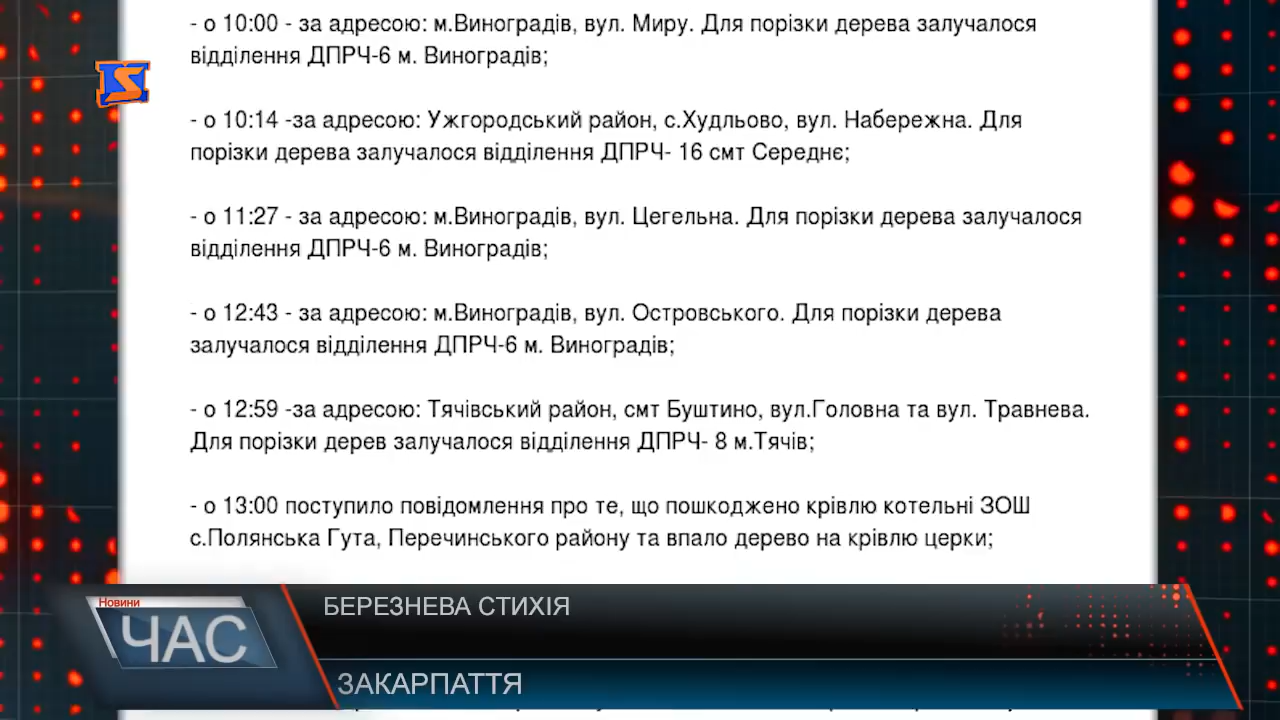 - о 10:00 - за адресою: м.Виноградів, вул. Миру. Для порізки дерева залучалося
відділення ДПРЧ-6 м. Виноградів;
- о 10:14 -за адресою: Ужгородський район, с.Худльово, вул. Набережна. Для
порізки дерева залучалося відділення ДПРЧ- 16 смт Середнє;
- о 11:27 - за адресою: м.Виноградів, вул. Цегельна. Для порізки дерева залучалося
відділення ДПРЧ-6 м. Виноградів;
- о 12:43 - за адресою: м.Виноградів, вул. Островського. Для порізки дерева
залучалося відділення ДПРЧ-6 м. Виноградів;
- о 12:59 -за адресою: Тячівський район, смт Буштино, вул.Головна та вул. Травнева.
Для порізки дерев залучалося відділення ДПРЧ- 8 м.Тячів;
- о 13:00 поступило повідомлення про те, що пошкоджено крівлю котельні ЗОШ
с.Полянська Гута, Перечинського району та впало дерево на крівлю церки;
Новини
ЧАС
БЕРЕЗНЕВА СТИХІЯ
ЗАКАРПАТТЯ